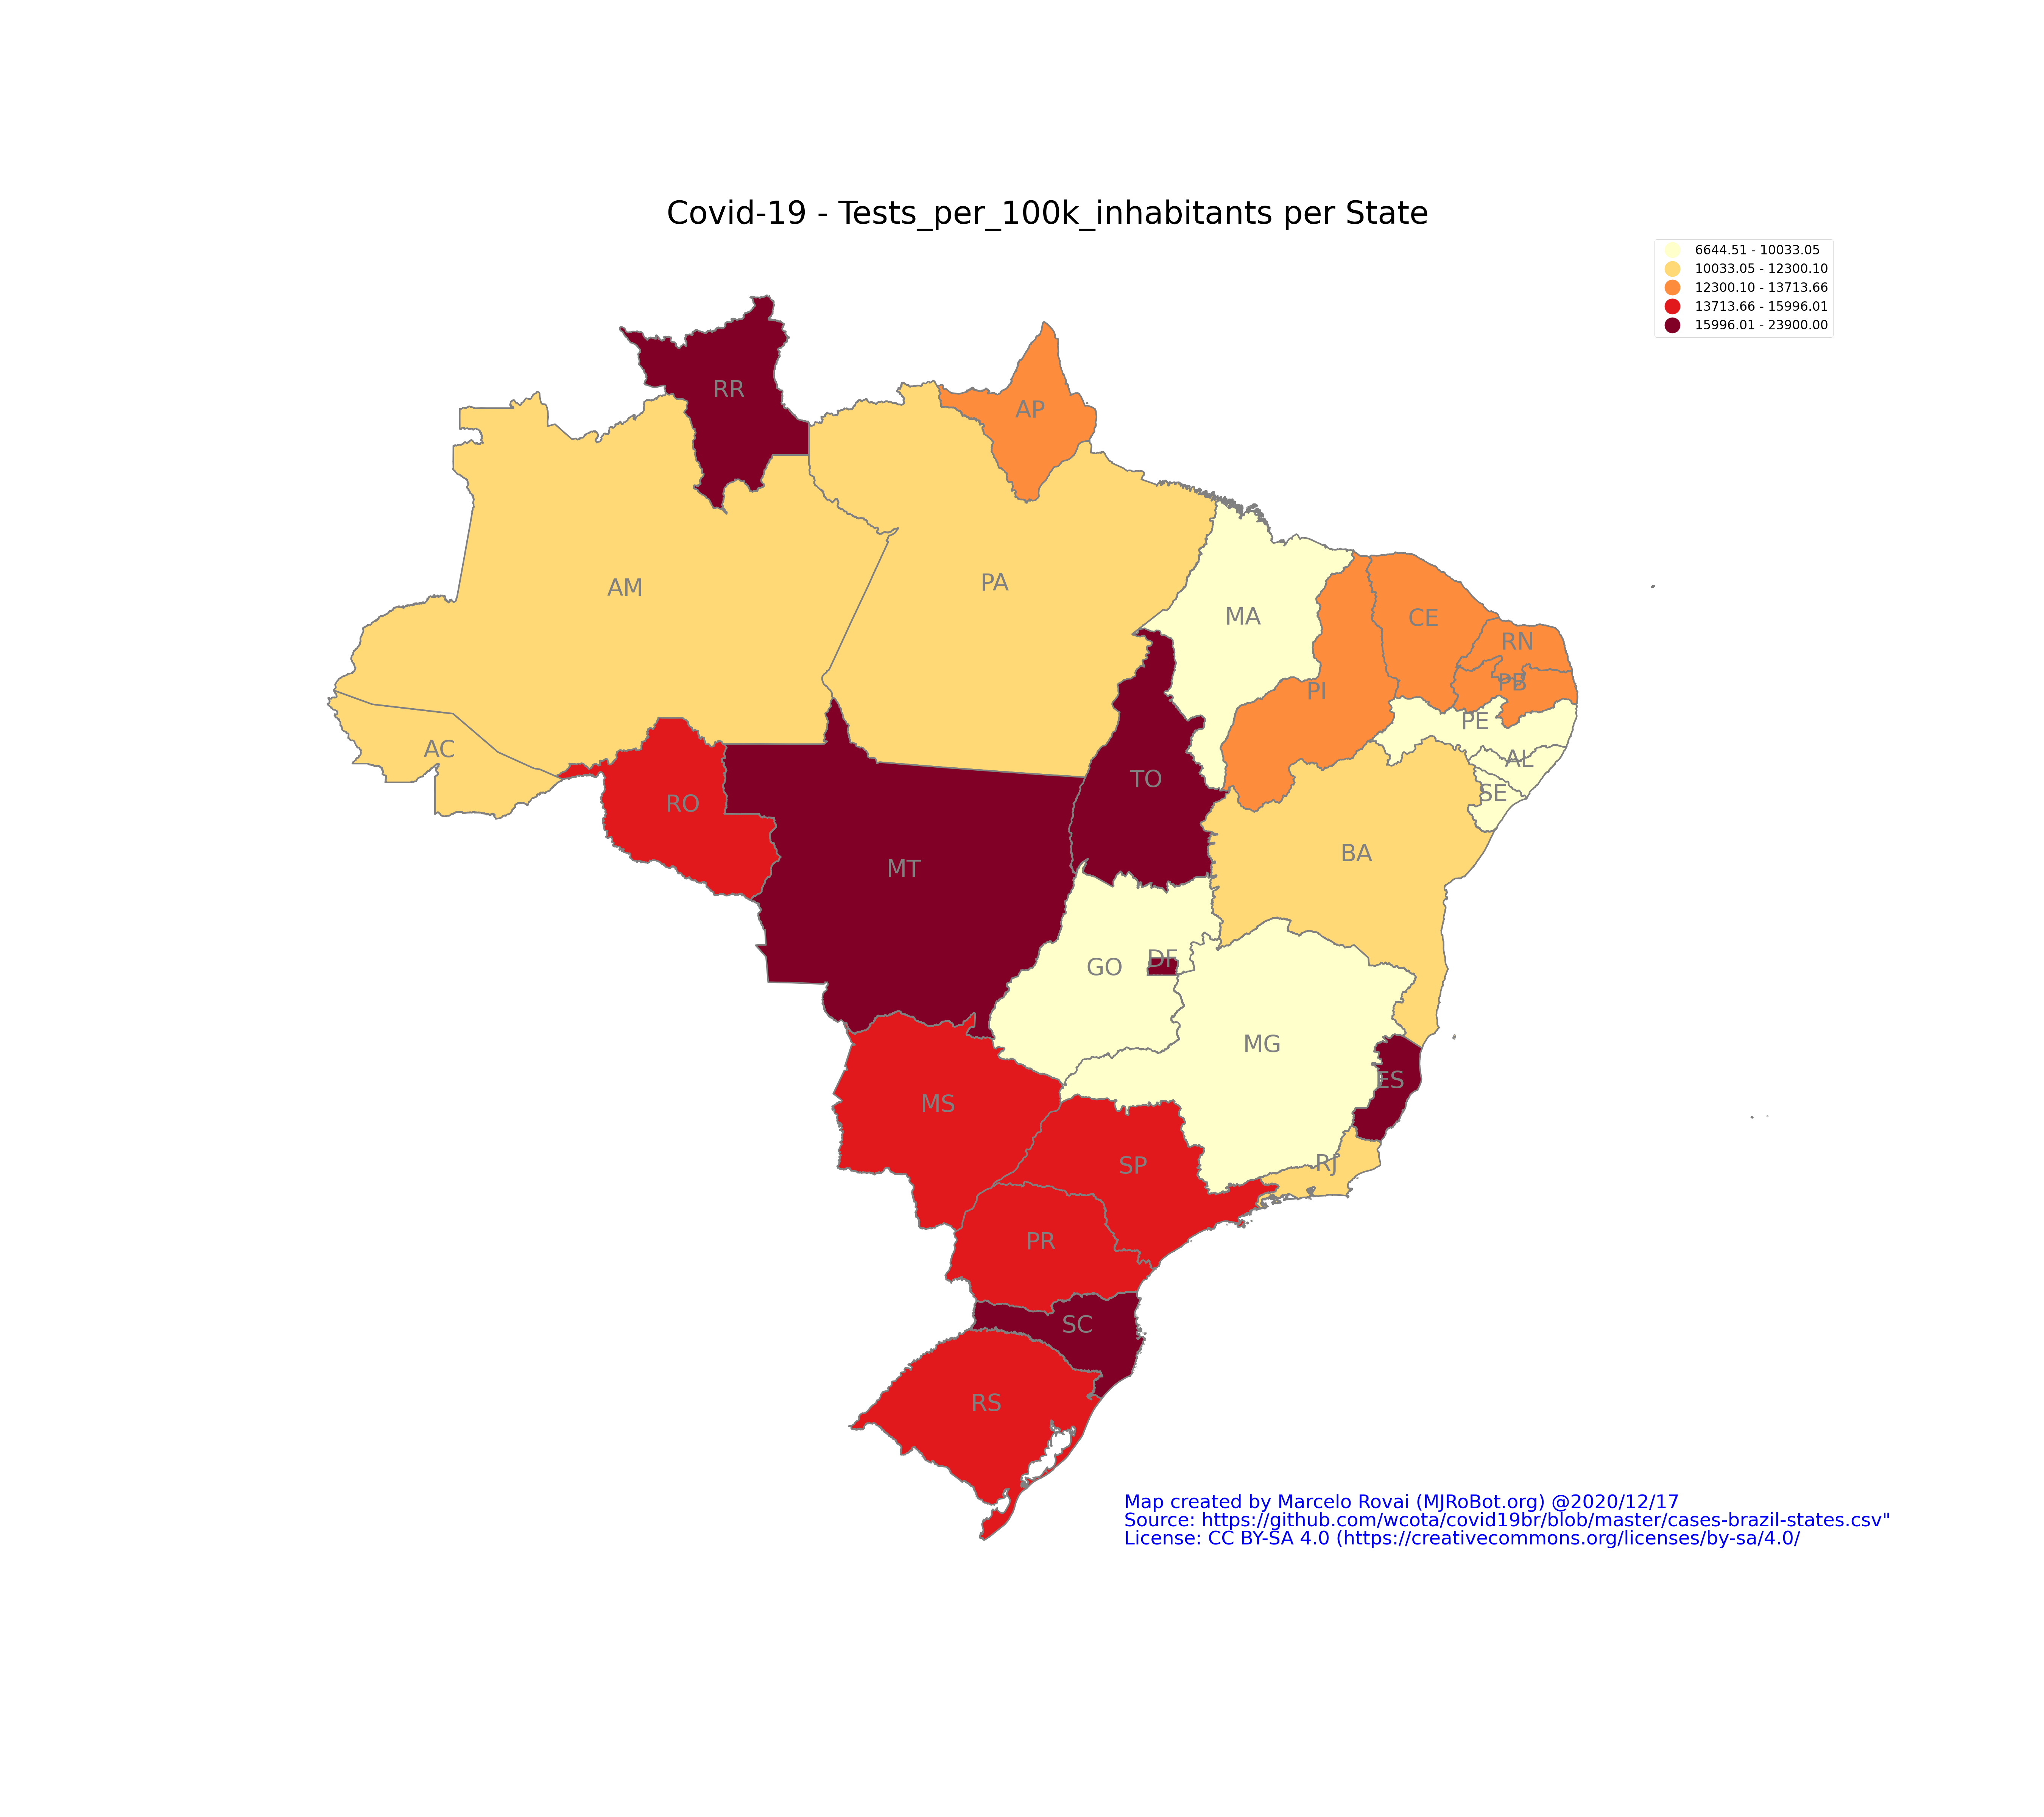 Covid-19 - Tests_per_100k_inhabitants per State
6644.51 - 10033.05
10033.05 - 12300.10
12300.10 - 13713.66
13713.66 - 15996.01
15996.01 - 23900.00
RR
AP
AM
PA
MA
CE
RN
PB
PI
PE
AC
AL
TO
SE
RO
BA
MT
DF
GO
MG
ES
MS
RJ
SP
PR
SC
RS
Map created by Marcelo Rovai (MJRoBot.org) @2020/12/17
Source: https://github.com/wcota/covid19br/blob/master/cases-brazil-states.csv"
License: CC BY-SA 4.0 (https://creativecommons.org/licenses/by-sa/4.0/